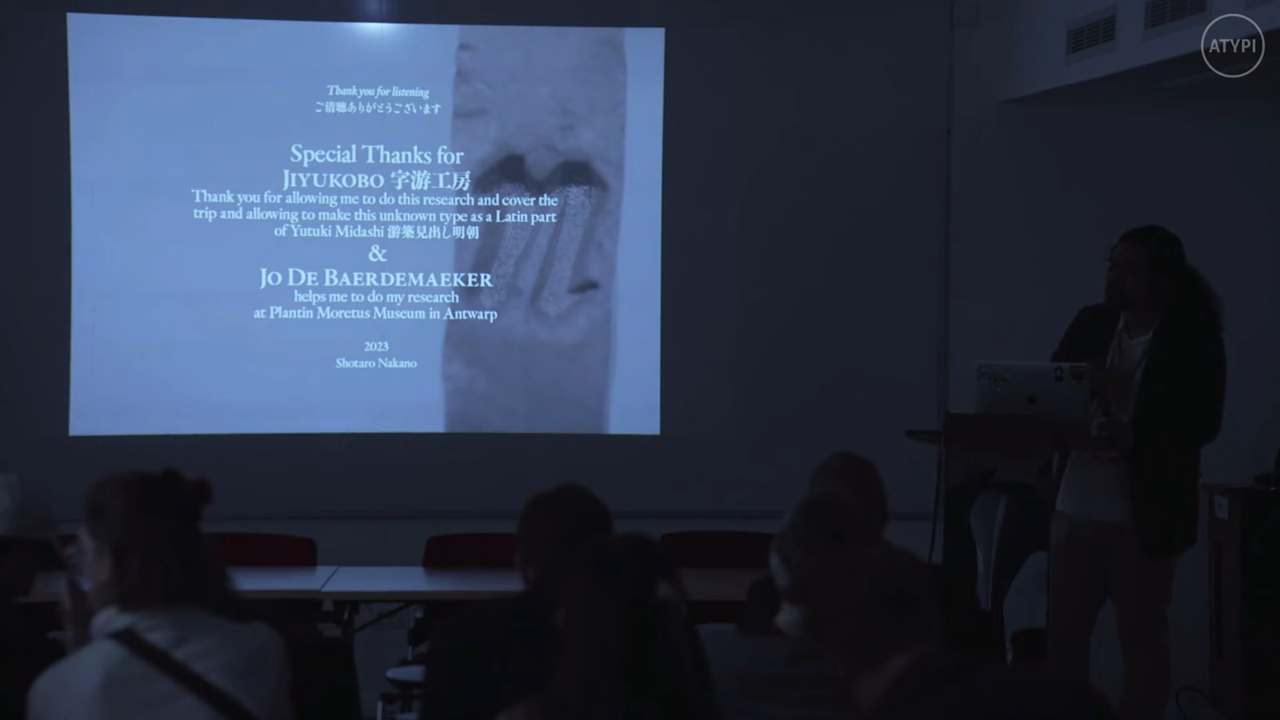 ATYPI
Thank you for listening
ご清聴ありがとうございます
Special Thanks for
JIYUKOBO 字游工房
Thank you for allowing me to do this research and cover the
trip and allowing to make this unknown type as a Latin part
of Yutuki Midashi 游築見出し明朝
&
JO DE BAERDEMAEKER
helps me to do my research
at Plantin Moretus Museum in Antwarp
2023
Shotaro Nakano